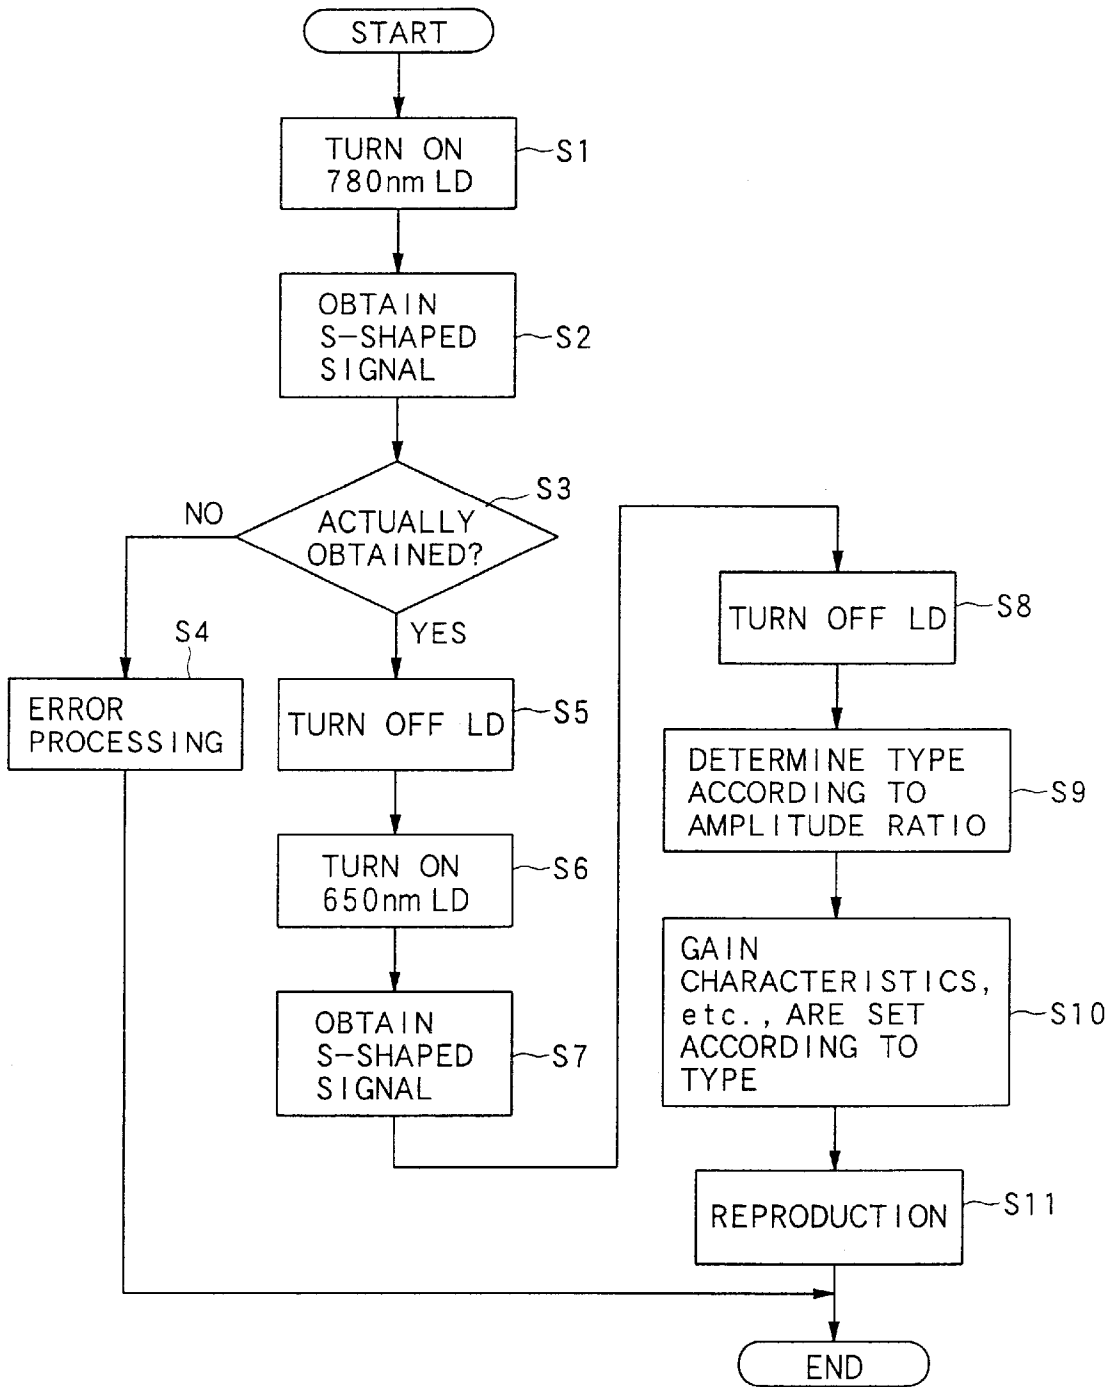 START
TURN ON
780nm LD
S1
OBTAIN
S-SHAPED
SIGNAL
S2
ACTUALLY
OBTAINED?
S3
NO
YES
S4
ERROR
PROCESSING
TURN OFF LD
S5
TURN ON
650nm LD
S6
OBTAIN
S-SHAPED
SIGNAL
S7
TURN OFF LD
S8
DETERMINE TYPE
ACCORDING TO
AMPLITUDE RATIO
S9
GAIN
CHARACTERISTICS,
etc., ARE SET
ACCORDING TO
TYPE
S10
REPRODUCTION
S11
END